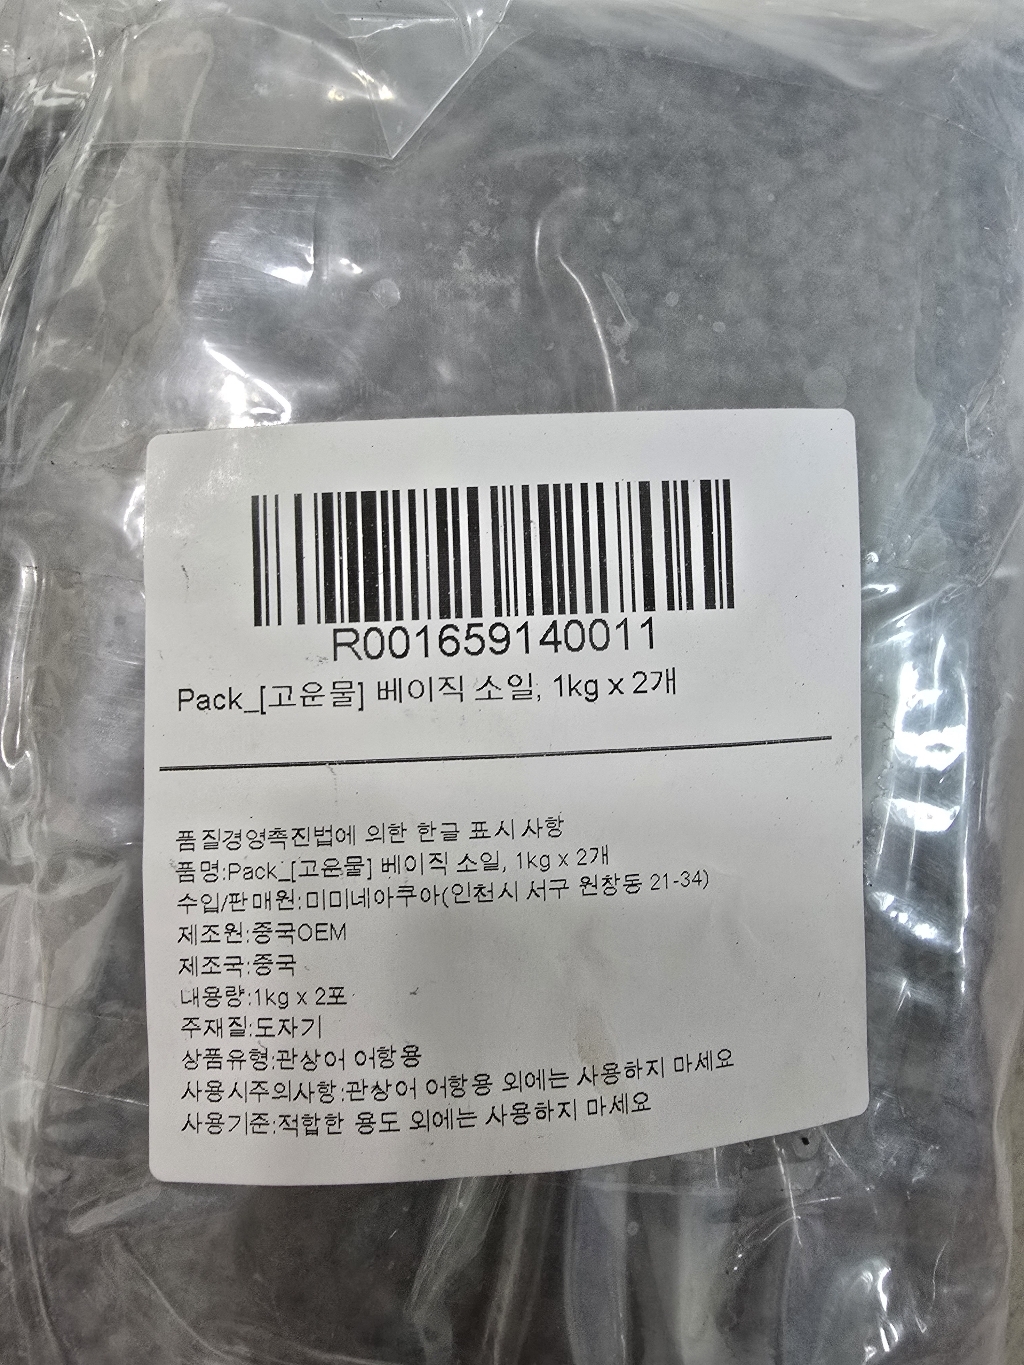 R001659140011
Pack_[고운물] 베이직 소일, 1kg x 2개
품질경영촉진법에 의한 한글 표시 사항
품명:Pack_[고운물] 베이직 소일, 1kg x 2개
수입/판매원:미미네아쿠아(인천시 서구 원창동 21-34)
제조원:중국OEM
제조국:중국
내용량:1kg x 2포
주재질:도자기
상품유형:관상어 어항용
사용시주의사항:관상어 어항용 외에는 사용하지 마세요
사용기준:적합한 용도 외에는 사용하지 마세요